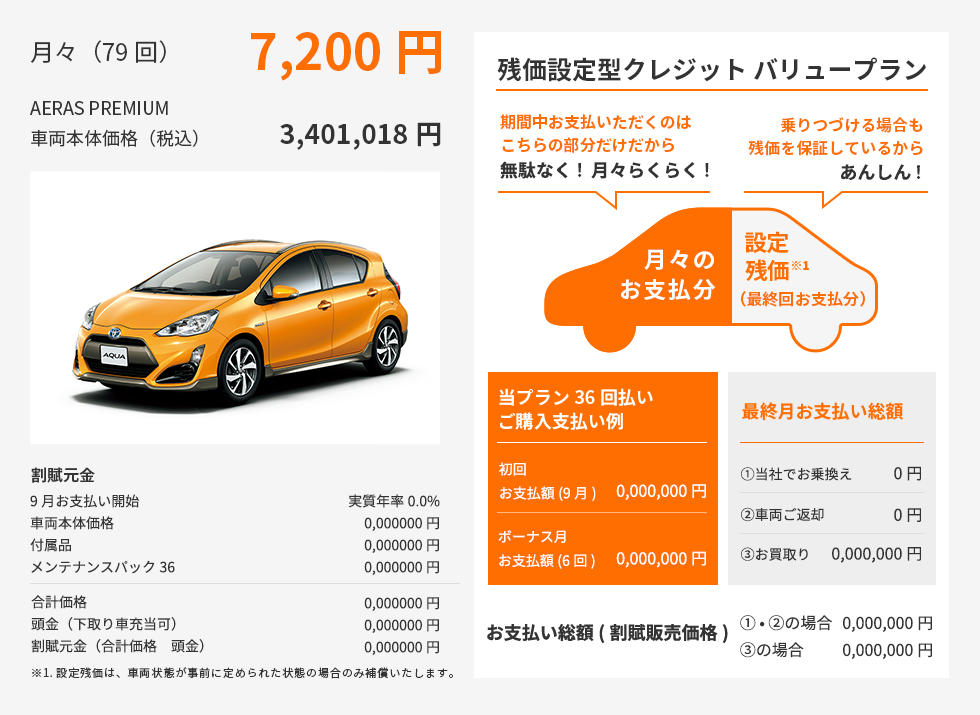 月々（79 回）
7,200 円
AERAS PREMIUM
車両本体価格（税込）
3,401,018 円
AQUA
割賦元金
9 月お支払い開始 実質年率 0.0%
車両本体価格 0,000000 円
付属品 0,000000 円
メンテナンスパック 36 0,000000 円
合計価格 0,000000 円
頭金（下取り車充当可） 0,000000 円
割賦元金（合計価格　頭金） 0,000000 円
※1. 設定残価は、車両状態が事前に定められた状態の場合のみ補償いたします。
残価設定型クレジット バリュープラン
期間中お支払いただくのは
こちらの部分だけだから
無駄なく！ 月々らくらく！
乗りつづける場合も
残価を保証しているから
あんしん！
月々の
お支払分
設定
残価※1
（最終回お支払分）
当プラン 36 回払い
ご購入支払い例
初回
お支払額 (9 月 ) 0,000,000 円
ボーナス月
お支払額 (6 回 ) 0,000,000 円
最終月お支払い総額
①当社でお乗換え 0 円
②車両ご返却 0 円
③お買取り 0,000,000 円
お支払い総額 ( 割賦販売価格 )
①・②の場合 0,000,000 円
③の場合 0,000,000 円